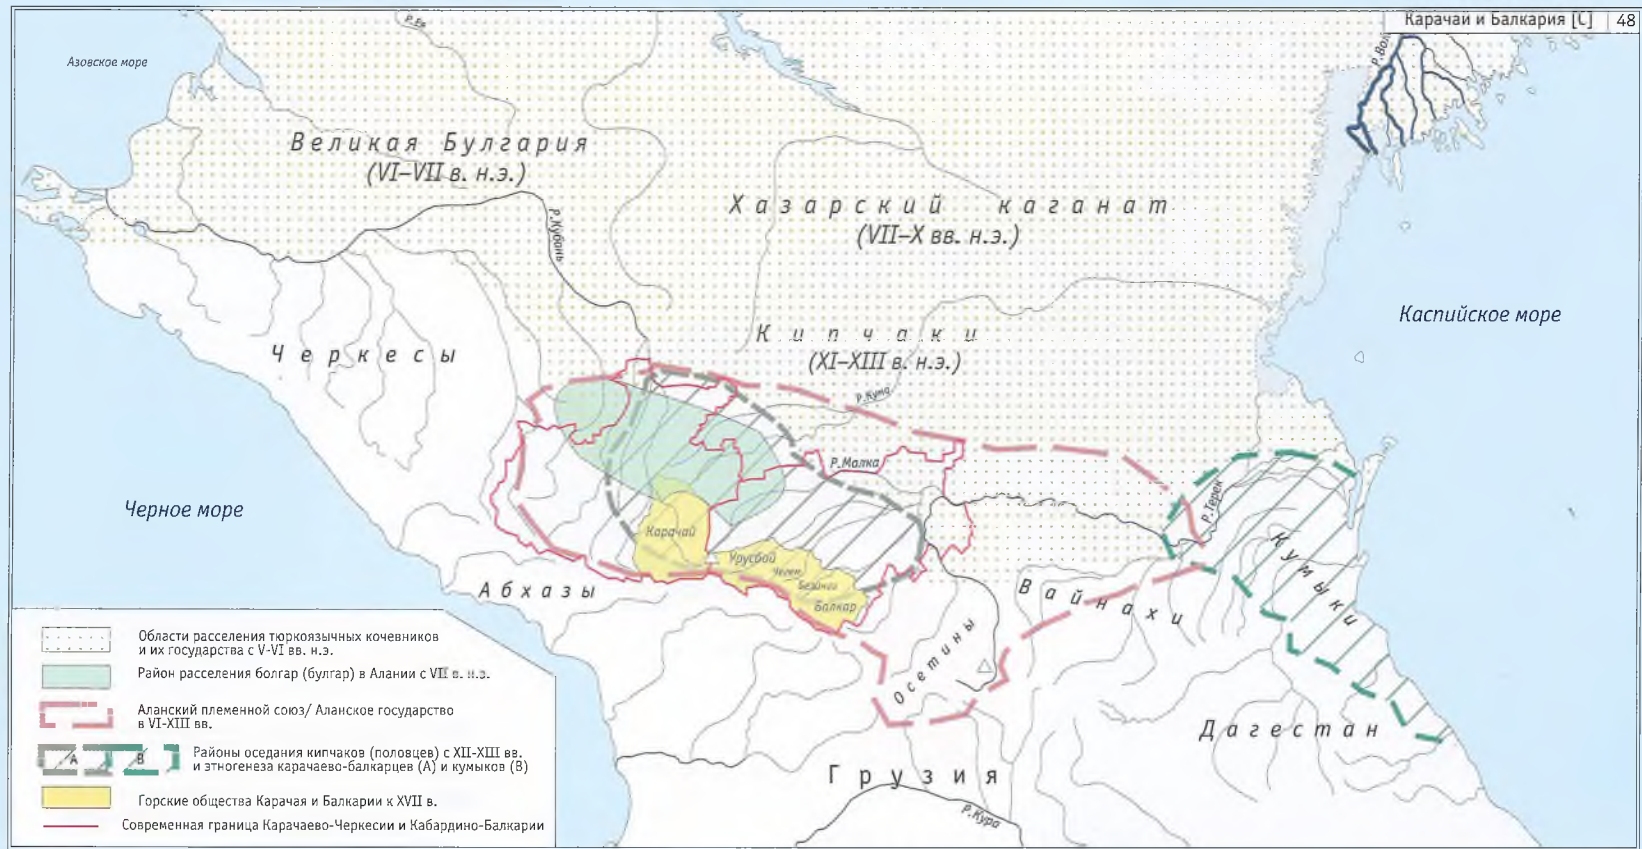 Карачаи и Балкария [С] 48
Азовское море
Р.Ея
Р.Вол
Великая Булгария
(VI–VII в. н.э.)
Хазарский каганат
(VII–X вв. н.э.)
Р.Кубань
Каспийское море
Кипчаки
(XI–XIII в. н.э.)
Черкесы
Р.Кума
Р.Малка
Р.Терек
Черное море
Карачай
Урусбой
Чегем
Безинги
Балкар
Абхазы
Вайнахи
Кумыки
Осетины
Дагестан
Грузия
Р.Кура
Области расселения тюркоязычных кочевников
и их государства с V-VI вв. н.э.
Район расселения болгар (булгар) в Алании с VII в. н.э.
Аланский племенной союз/ Аланское государство
в VI-XIII вв.
А В Районы оседания кипчаков (половцев) с XII-XIII вв.
и этногенеза карачаево-балкарцев (А) и кумыков (В)
Горские общества Карачая и Балкарии к XVII в.
Современная граница Карачаево-Черкесии и Кабардино-Балкарии